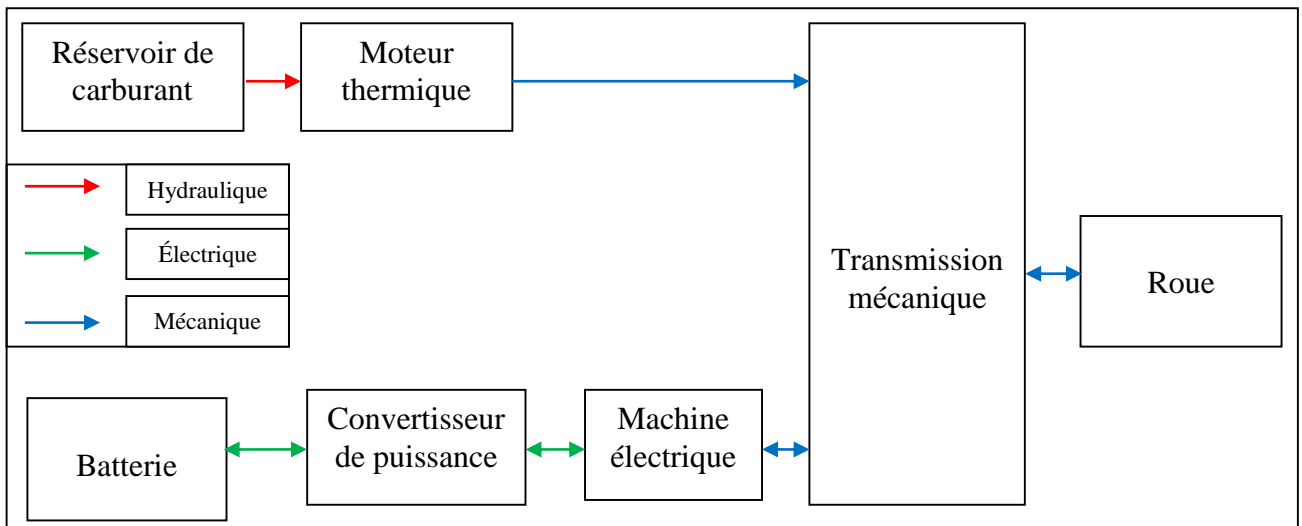 Réservoir de
carburant
Moteur
thermique
Hydraulique
Électrique
Mécanique
Transmission
mécanique
Roue
Batterie
Convertisseur
de puissance
Machine
électrique